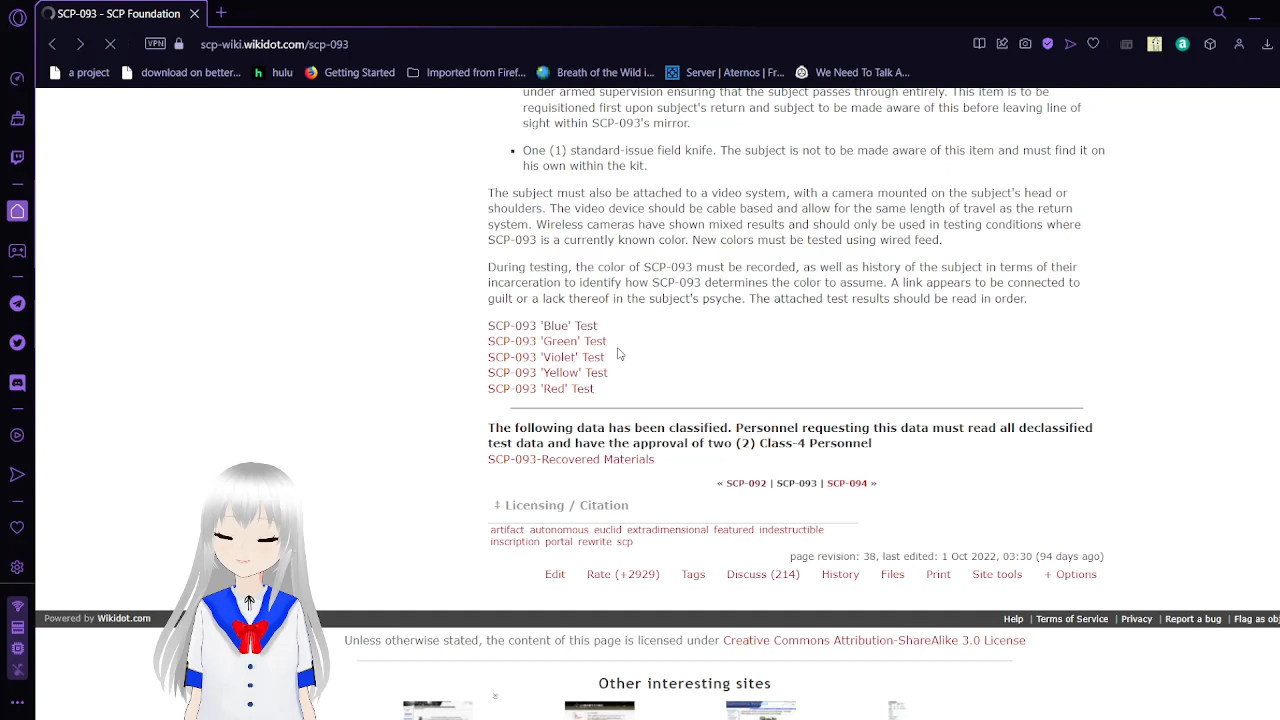 SCP-093 - SCP Foundation
VPN
scp-wiki.wikidot.com/scp-093
a project
download on better...
hulu
Getting Started
Imported from Firef...
Breath of the Wild i...
Server | Aternos | Fr...
We Need To Talk A...
under armed supervision ensuring that the subject passes through entirely. This item is to be
requisitioned first upon subject's return and subject to be made aware of this before leaving line of
sight within SCP-093's mirror.
▪ One (1) standard-issue field knife. The subject is not to be made aware of this item and must find it on
his own within the kit.
The subject must also be attached to a video system, with a camera mounted on the subject's head or
shoulders. The video device should be cable based and allow for the same length of travel as the return
system. Wireless cameras have shown mixed results and should only be used in testing conditions where
SCP-093 is a currently known color. New colors must be tested using wired feed.
During testing, the color of SCP-093 must be recorded, as well as history of the subject in terms of their
incarceration to identify how SCP-093 determines the color to assume. A link appears to be connected to
guilt or a lack thereof in the subject's psyche. The attached test results should be read in order.
SCP-093 'Blue' Test
SCP-093 'Green' Test
SCP-093 'Violet' Test
SCP-093 'Yellow' Test
SCP-093 'Red' Test
The following data has been classified. Personnel requesting this data must read all declassified
test data and have the approval of two (2) Class-4 Personnel
SCP-093-Recovered Materials
« SCP-092 | SCP-093 | SCP-094 »
‡ Licensing / Citation
artifact autonomous euclid extradimensional featured indestructible
inscription portal rewrite scp
page revision: 38, last edited: 1 Oct 2022, 03:30 (94 days ago)
Edit Rate (+2929) Tags Discuss (214) History Files Print Site tools + Options
Powered by Wikidot.com
Help | Terms of Service | Privacy | Report a bug | Flag as obj
Unless otherwise stated, the content of this page is licensed under Creative Commons Attribution-ShareAlike 3.0 License
Other interesting sites